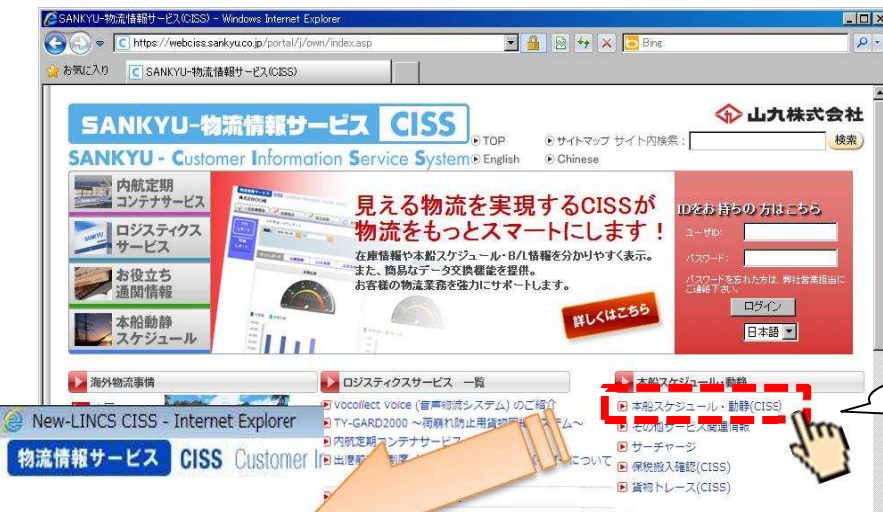 SANKYU-物流情報サービス(CISS) - Windows Internet Explorer
https://webciss.sankyu.co.jp/portal/j/own/index.asp
Bing
お気に入り
SANKYU-物流情報サービス(CISS)
SANKYU-物流情報サービス CISS
山九株式会社
TOP
サイトマップ サイト内検索:
検索
SANKYU - Customer Information Service System
English
Chinese
内航定期
コンテナサービス
ロジスティクス
サービス
お役立ち
通関情報
本船動静
スケジュール
見える物流を実現するCISSが
物流をもっとスマートにします!
在庫情報や本船スケジュール・B/L情報を分かりやすく表示。
また、簡易なデータ交換機能を提供。
お客様の物流業務を強力にサポートします。
詳しくはこちら
IDをお持ちの方はこちら
ユーザID:
パスワード:
パスワードを忘れた方は、弊社営業担当に
ご連絡下さい。
ログイン
日本語
海外物流事情
ロジスティクスサービス 一覧
Vocollect Voice (音声物流システム) のご紹介
TY-GARD2000 ~荷崩れ防止用貨物
内航定期コンテナサービス
出港前
について
本船スケジュール・動静
本船スケジュール・動静(CISS)
その他サービス関連情報
サーチャージ
保税搬入確認(CISS)
貨物トレース(CISS)
New-LINCS CISS - Internet Explorer
物流情報サービス CISS Customer